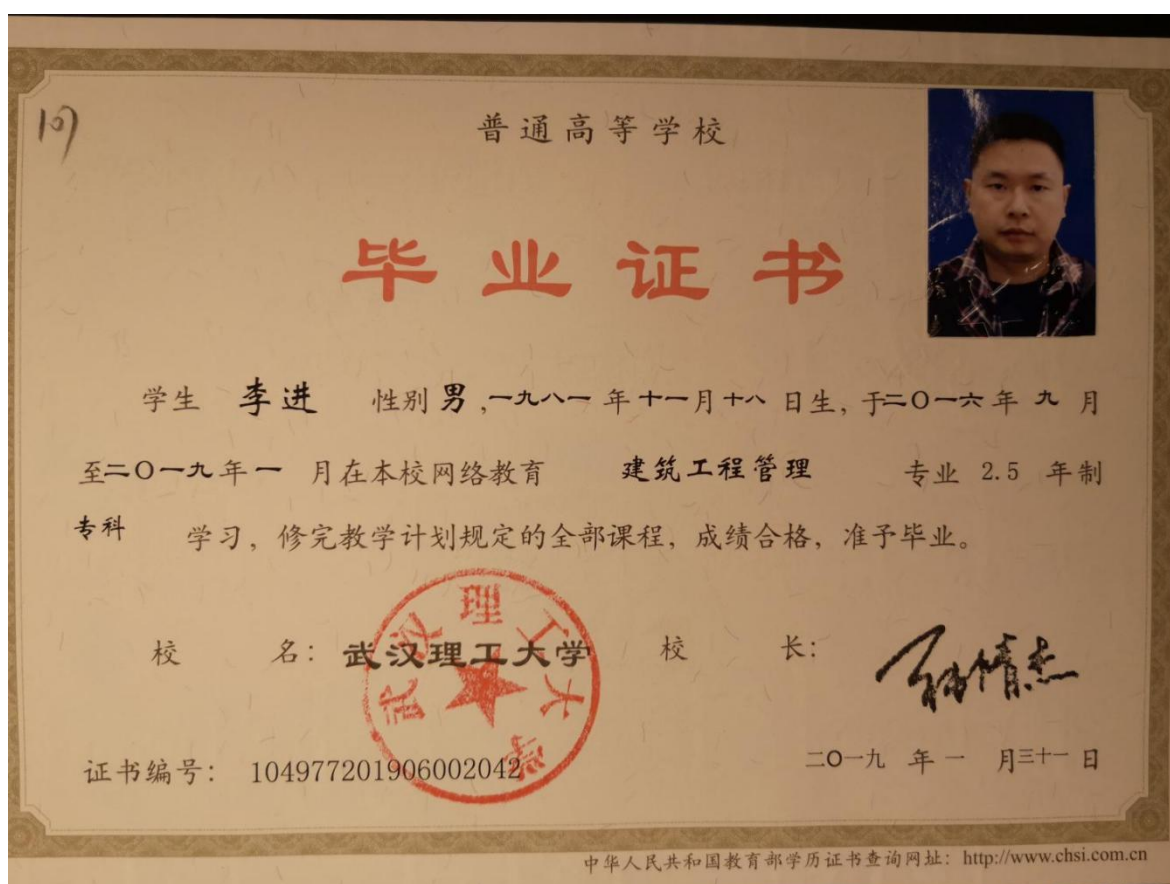 10)
普通高等学校
毕业证书
学生 李进 性别 男 ,一九八一 年 十一 月 十八 日生, 于二〇一六 年 九 月
至二〇一九 年 一 月在本校网络教育 建筑工程管理 专业 2.5 年制
专科 学习, 修完教学计划规定的全部课程, 成绩合格, 准予毕业。
校 名: 武汉理工大学 校 长:
武汉理工大学
证书编号: 104977201906002042 二〇一九 年 一 月三十一 日
中华人民共和国教育部学历证书查询网址: http://www.chsi.com.cn